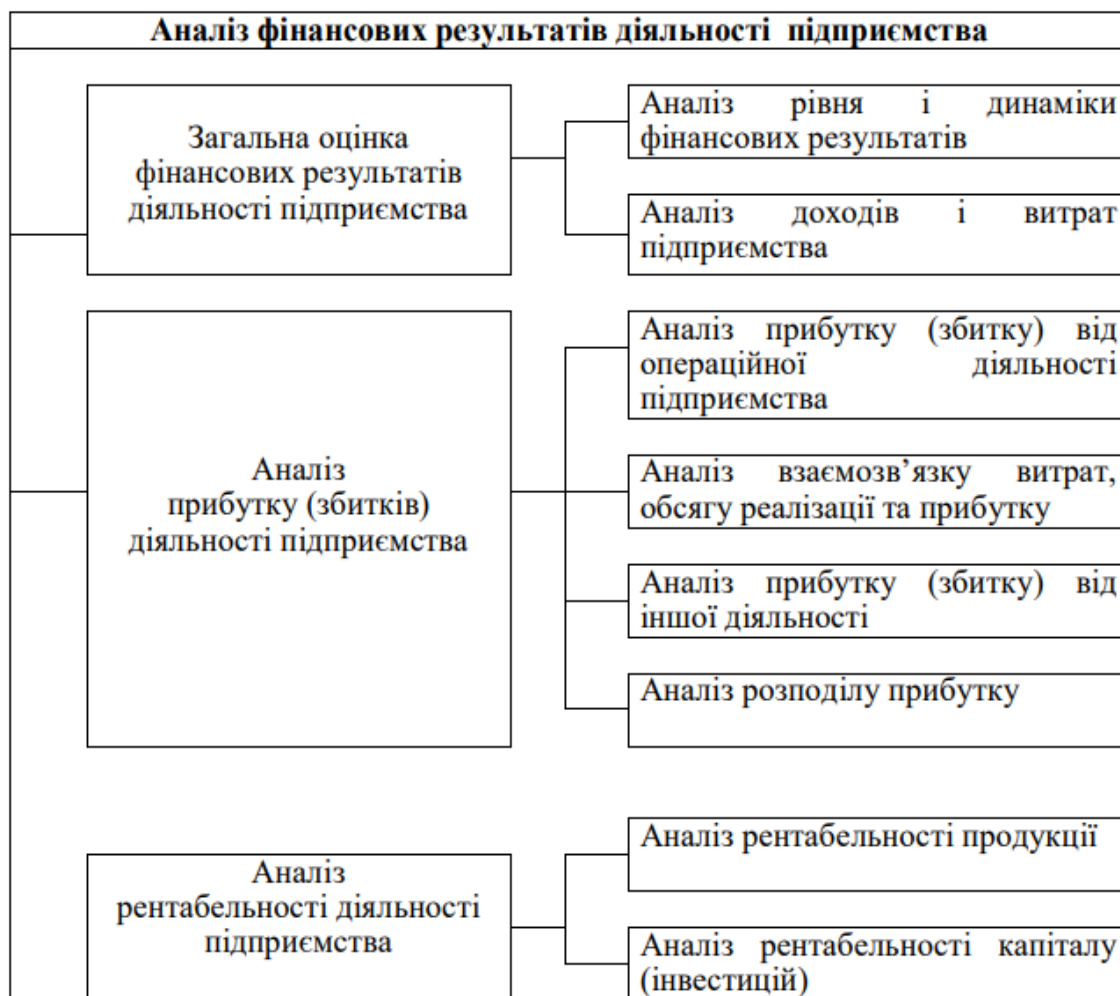 Аналіз фінансових результатів діяльності підприємства
Загальна оцінка
фінансових результатів
діяльності підприємства
Аналіз рівня і динаміки
фінансових результатів
Аналіз доходів і витрат
підприємства
Аналіз
прибутку (збитків)
діяльності підприємства
Аналіз прибутку (збитку) від
операційної діяльності
підприємства
Аналіз взаємозв’язку витрат,
обсягу реалізації та прибутку
Аналіз прибутку (збитку) від
іншої діяльності
Аналіз розподілу прибутку
Аналіз
рентабельності діяльності
підприємства
Аналіз рентабельності продукції
Аналіз рентабельності капіталу
(інвестицій)